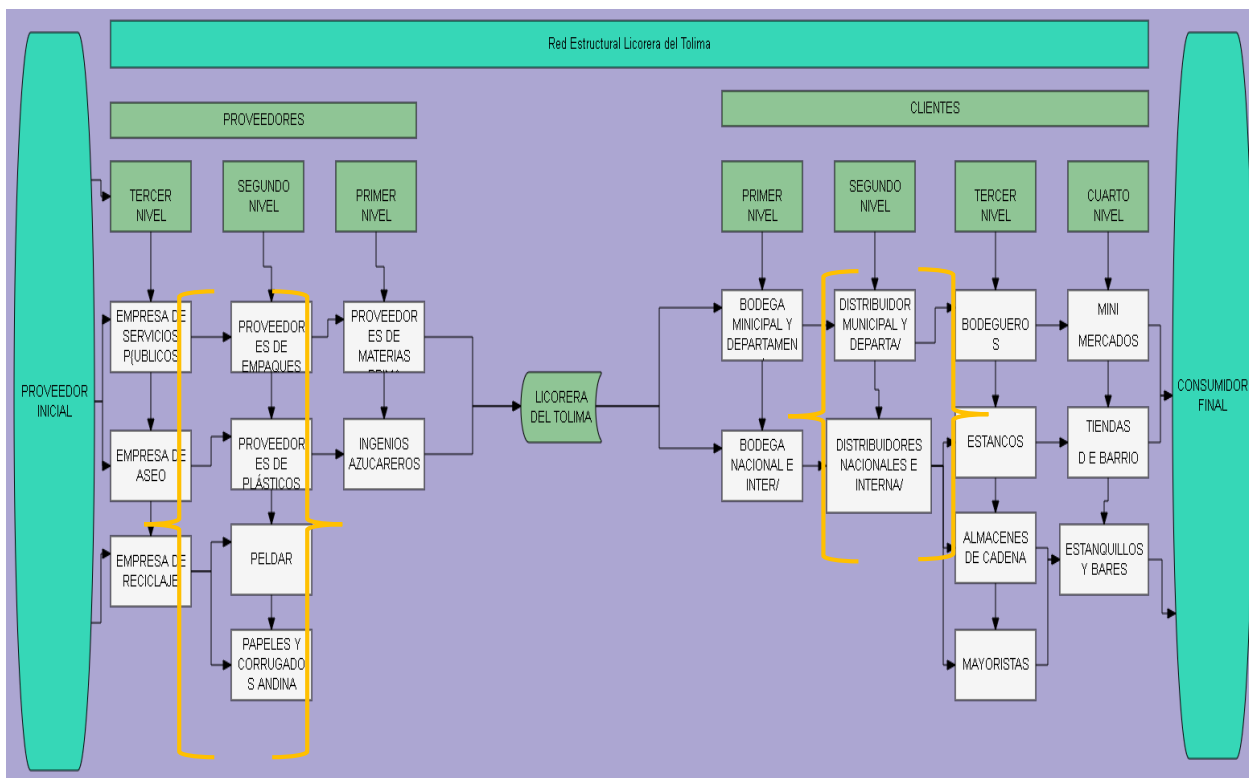 Red Estructural Licorera del Tolima
PROVEEDORES
CLIENTES
TERCER
NIVEL
SEGUNDO
NIVEL
PRIMER
NIVEL
PRIMER
NIVEL
SEGUNDO
NIVEL
TERCER
NIVEL
CUARTO
NIVEL
PROVEEDOR
INICIAL
EMPRESA DE
SERVICIOS
P(UBLICOS
PROVEEDOR
ES DE
EMPAQUES
PROVEEDOR
ES DE
MATERIAS
EMPRESA DE
ASEO
PROVEEDOR
ES DE
PLÁSTICOS
INGENIOS
AZUCAREROS
EMPRESA DE
RECICLAJE
PELDAR
PAPELES Y
CORRUGADO
S ANDINA
LICORERA
DEL TOLIMA
BODEGA
MINICIPAL Y
DEPARTAMEN/
DISTRIBUIDOR
MUNICIPAL Y
DEPARTA/
BODEGUERO
S
MINI
MERCADOS
BODEGA
NACIONAL E
INTER/
DISTRIBUIDORES
NACIONALES E
INTERNA/
ESTANCOS
TIENDAS
D E BARRIO
ALMACENES
DE CADENA
ESTANQUILLOS
Y BARES
MAYORISTAS
CONSUMIDOR
FINAL